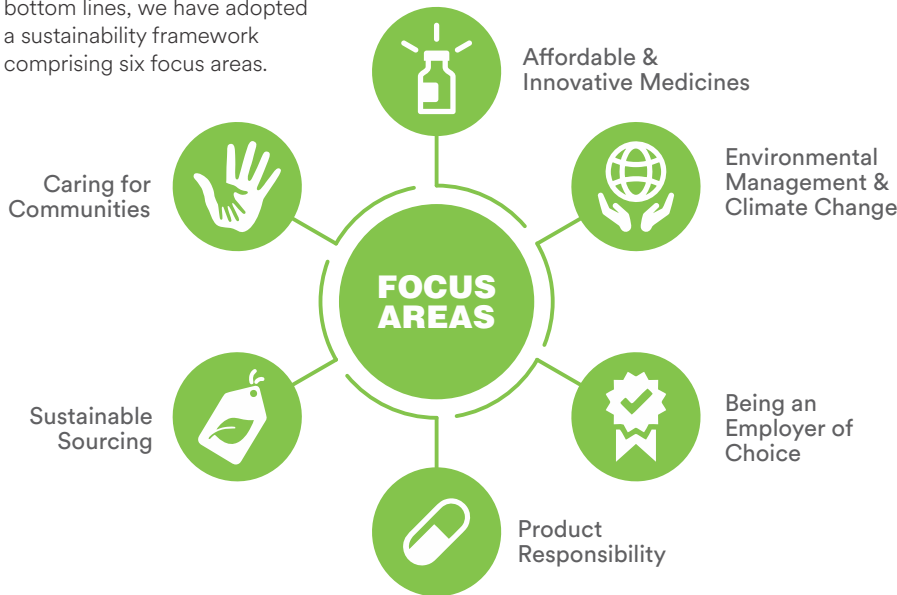 bottom lines, we have adopted
a sustainability framework
comprising six focus areas.
Affordable &
Innovative Medicines
Environmental
Management &
Climate Change
Being an
Employer of
Choice
Product
Responsibility
Sustainable
Sourcing
Caring for
Communities
FOCUS
AREAS